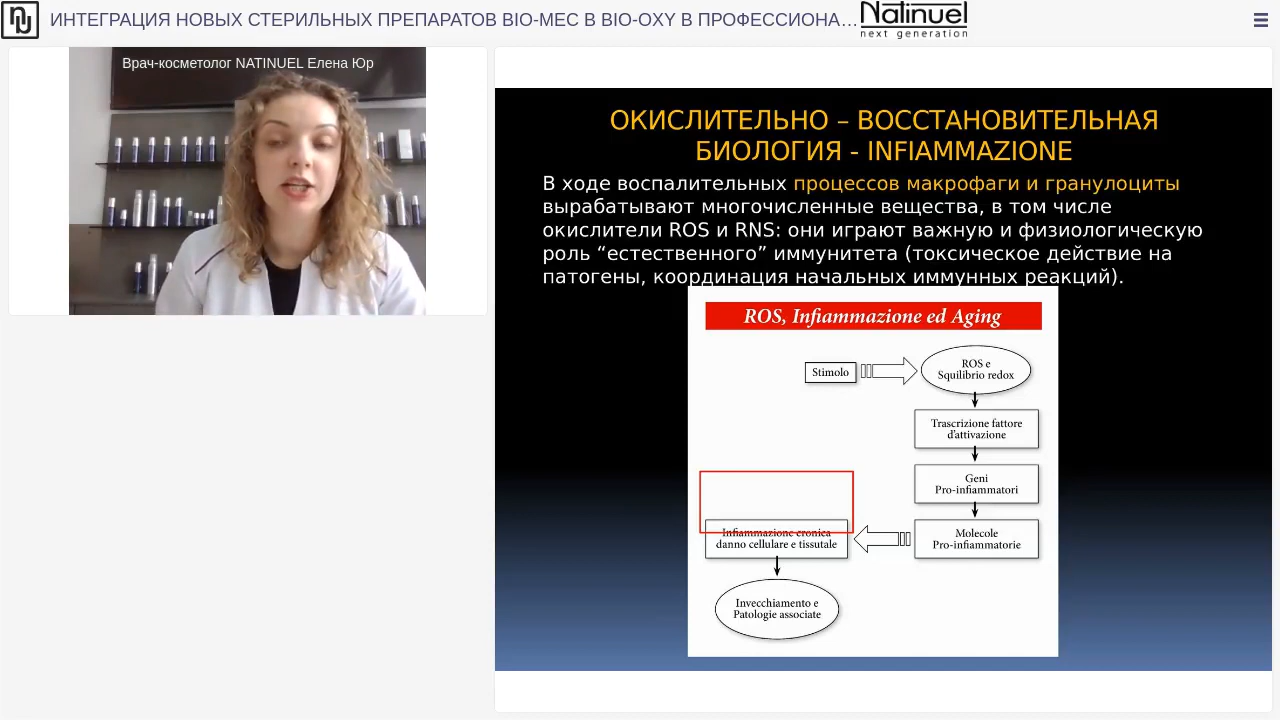 ИНТЕГРАЦИЯ НОВЫХ СТЕРИЛЬНЫХ ПРЕПАРАТОВ BIO-MEC B BIO-OXY В ПРОФЕССИОНА…
Natinuel
next generation
Врач-косметолог NATINUEL Елена Юр
ОКИСЛИТЕЛЬНО – ВОССТАНОВИТЕЛЬНАЯ
БИОЛОГИЯ - INFIAMMAZIONE
В ходе воспалительных процессов макрофаги и гранулоциты
вырабатывают многочисленные вещества, в том числе
окислители ROS и RNS: они играют важную и физиологическую
роль “естественного” иммунитета (токсическое действие на
патогены, координация начальных иммунных реакций).
ROS, Infiammazione ed Aging
Stimolo
ROS e
Squilibrio redox
Trascrizione fattore
d'attivazione
Geni
Pro-infiammatori
Molecole
Pro-infiammatorie
Infiammazione cronica
danno cellulare e tissutale
Invecchiamento e
Patologie associate